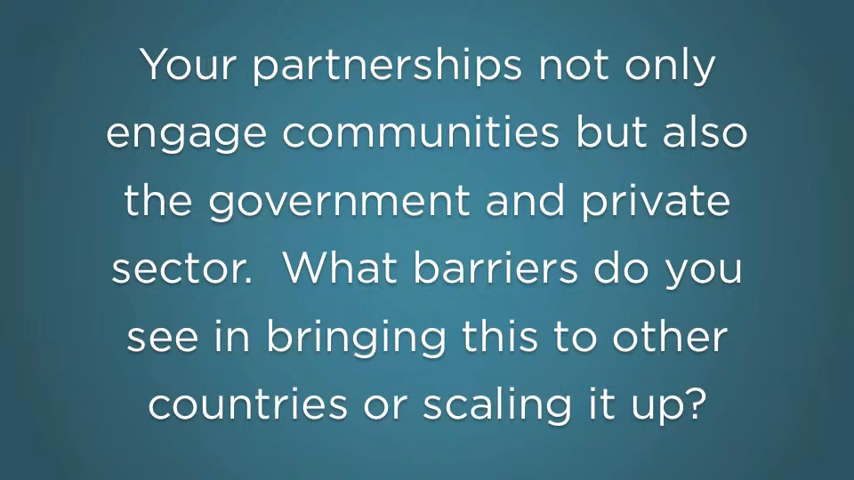 Your partnerships not only
engage communities but also
the government and private
sector.  What barriers do you
see in bringing this to other
countries or scaling it up?